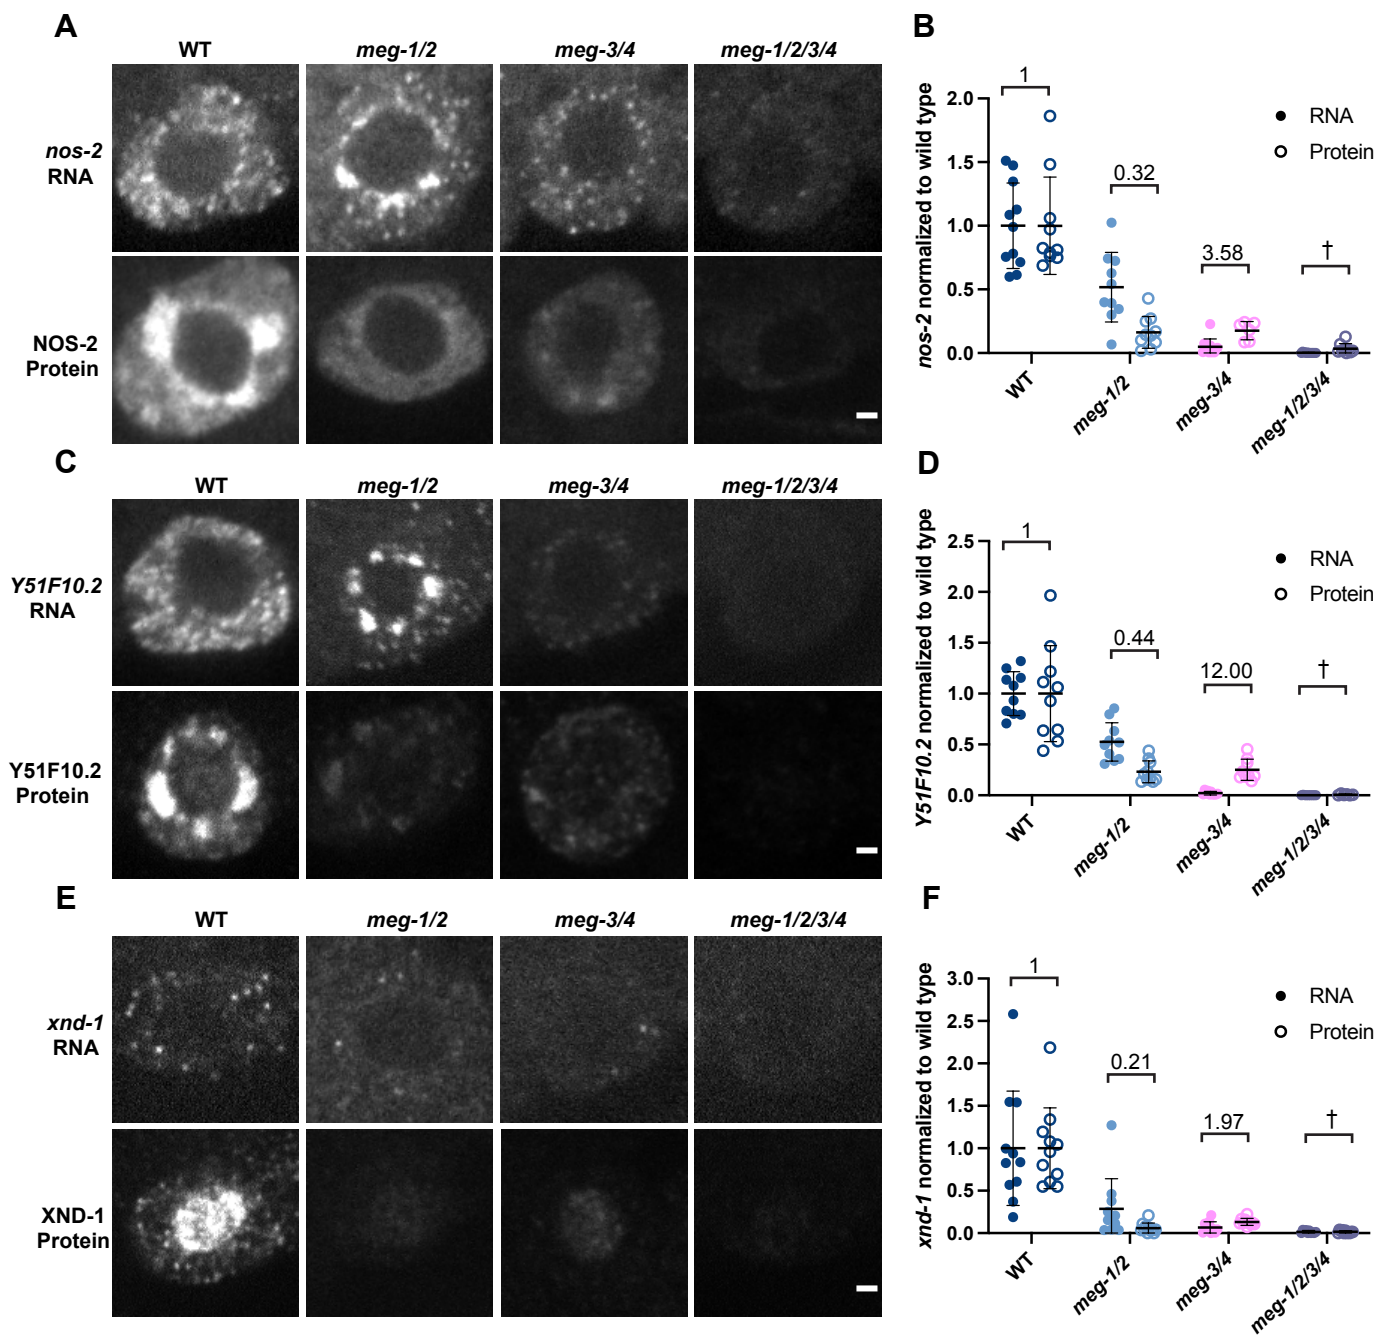 A
WT
meg-1/2
meg-3/4
meg-1/2/3/4
nos-2
RNA
NOS-2
Protein
B
nos-2 normalized to wild type
2.0
1.5
1.0
0.5
0.0
1
0.32
3.58
†
RNA
Protein
WT
meg-1/2
meg-3/4
meg-1/2/3/4
C
WT
meg-1/2
meg-3/4
meg-1/2/3/4
Y51F10.2
RNA
Y51F10.2
Protein
D
Y51F10.2 normalized to wild type
2.5
2.0
1.5
1.0
0.5
0.0
1
0.44
12.00
†
RNA
Protein
WT
meg-1/2
meg-3/4
meg-1/2/3/4
E
WT
meg-1/2
meg-3/4
meg-1/2/3/4
xnd-1
RNA
XND-1
Protein
F
xnd-1 normalized to wild type
3.0
2.5
2.0
1.5
1.0
0.5
0.0
1
0.21
1.97
†
RNA
Protein
WT
meg-1/2
meg-3/4
meg-1/2/3/4